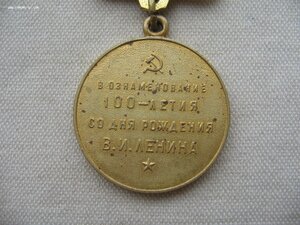 В ОЗНАМЕНОВАНИЕ
100-ЛЕТИЯ
СО ДНЯ РОЖДЕНИЯ
В.И.ЛЕНИНА